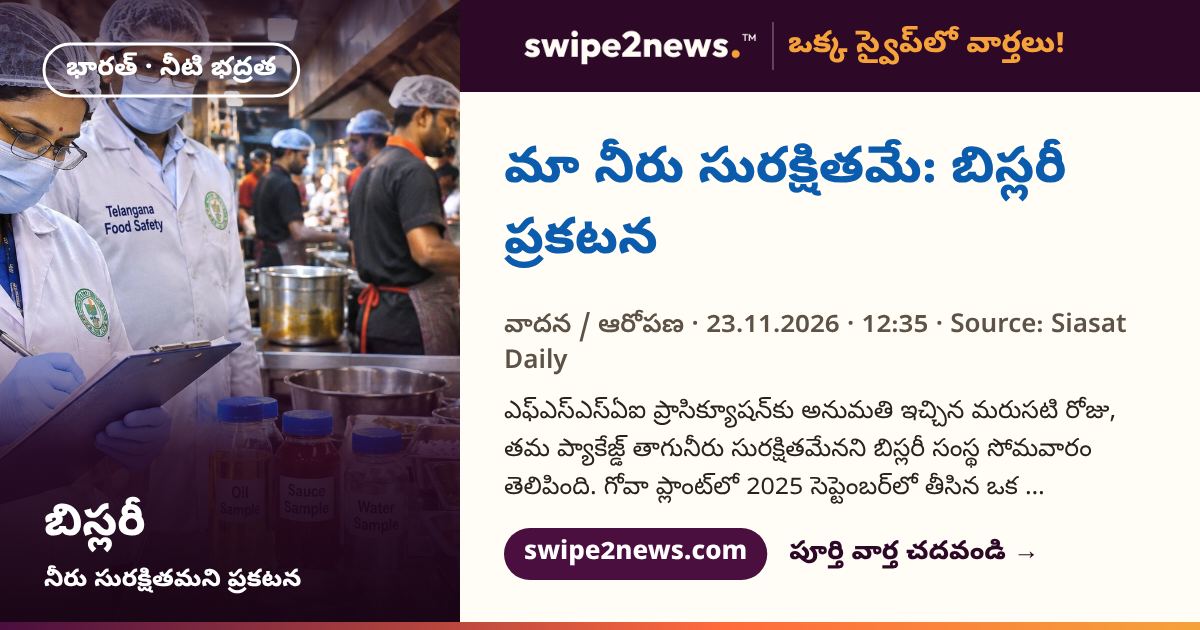 భారత్ · నీటి భద్రత
Telangana
Food Safety
Oil
Sample
Sauce
Sample
Water
Sample
బిస్లరీ
నీరు సురక్షితమని ప్రకటన
swipe2news.™ ఒక్క స్వైప్‌లో వార్తలు!
మా నీరు సురక్షితమే: బిస్లరీ
ప్రకటన
వాదన / ఆరోపణ · 23.11.2026 · 12:35 · Source: Siasat
Daily
ఎఫ్ఎస్ఎస్ఏఐ ప్రాసిక్యూషన్‌కు అనుమతి ఇచ్చిన మరుసటి రోజు,
తమ ప్యాకేజ్డ్ తాగునీరు సురక్షితమేనని బిస్లరీ సంస్థ సోమవారం
తెలిపింది. గోవా ప్లాంట్‌లో 2025 సెప్టెంబర్‌లో తీసిన ఒక ...
swipe2news.com పూర్తి వార్త చదవండి →